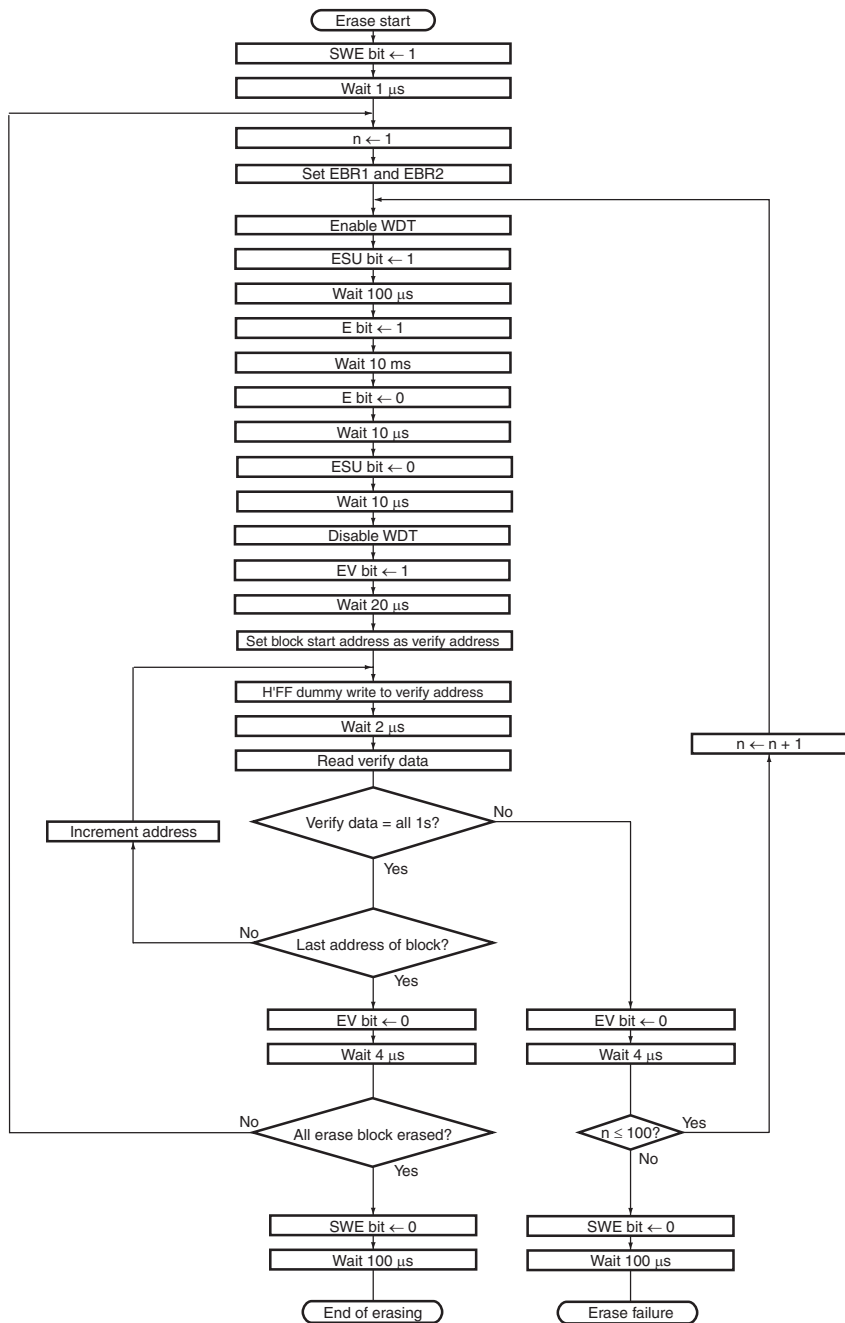 Erase start
SWE bit ← 1
Wait 1 μs
n ← 1
Set EBR1 and EBR2
Enable WDT
ESU bit ← 1
Wait 100 μs
E bit ← 1
Wait 10 ms
E bit ← 0
Wait 10 μs
ESU bit ← 0
Wait 10 μs
Disable WDT
EV bit ← 1
Wait 20 μs
Set block start address as verify address
H'FF dummy write to verify address
Wait 2 μs
n ← n + 1
Read verify data
No
Increment address
Verify data = all 1s?
Yes
No
Last address of block?
Yes
EV bit ← 0
EV bit ← 0
Wait 4 μs
Wait 4 μs
No
All erase block erased?
n ≤ 100?
Yes
Yes
No
SWE bit ← 0
SWE bit ← 0
Wait 100 μs
Wait 100 μs
End of erasing
Erase failure